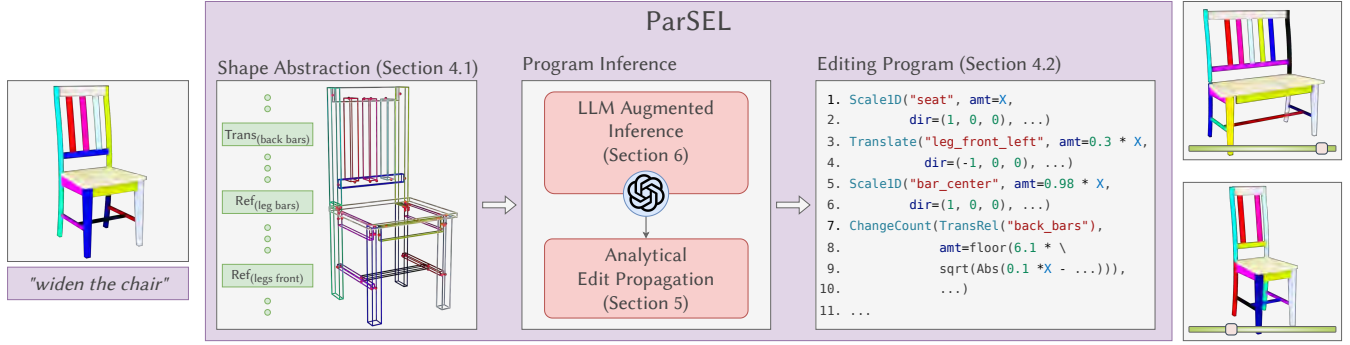 ParSEL
Shape Abstraction (Section 4.1)
Trans(back bars)
Ref(leg bars)
Ref(legs front)
"widen the chair"
Program Inference
LLM Augmented
Inference
(Section 6)
Analytical
Edit Propagation
(Section 5)
Editing Program (Section 4.2)
1. Scale1D("seat", amt=X,
2. dir=(1, 0, 0), ...)
3. Translate("leg_front_left", amt=0.3 * X,
4. dir=(-1, 0, 0), ...)
5. Scale1D("bar_center", amt=0.98 * X,
6. dir=(1, 0, 0), ...)
7. ChangeCount(TransRel("back_bars"),
8. amt=floor(6.1 * \
9. sqrt(Abs(0.1 *X - ...))),
10. ...)
11. ...